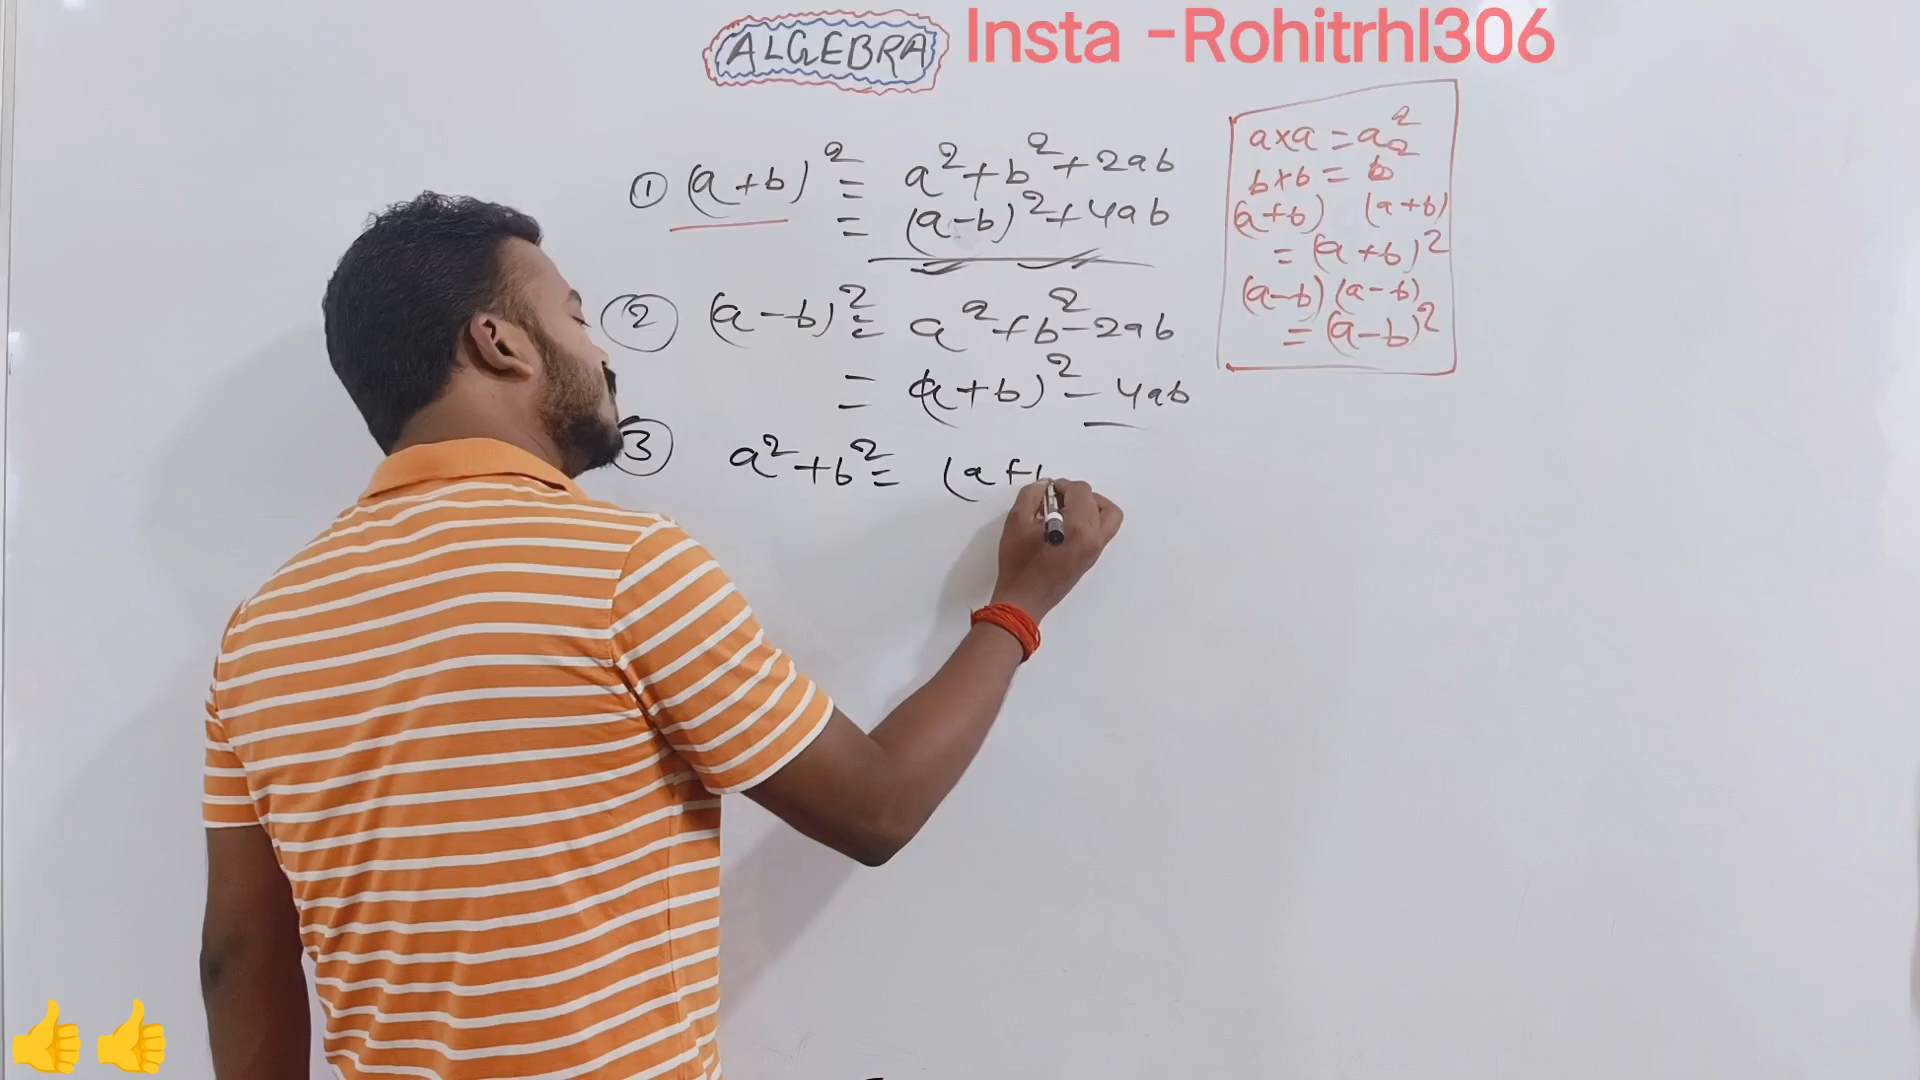 ALGEBRA Insta -Rohitrhl306
① (a+b)² = a²+b²+2ab
= (a-b)²+4ab
② (a-b)² = a²+b²-2ab
= (a+b)²-4ab
③ a²+b² = (a+b
a×a = a²
b×b = b²
(a+b) (a+b)
= (a+b)²
(a-b) (a-b)
= (a-b)²